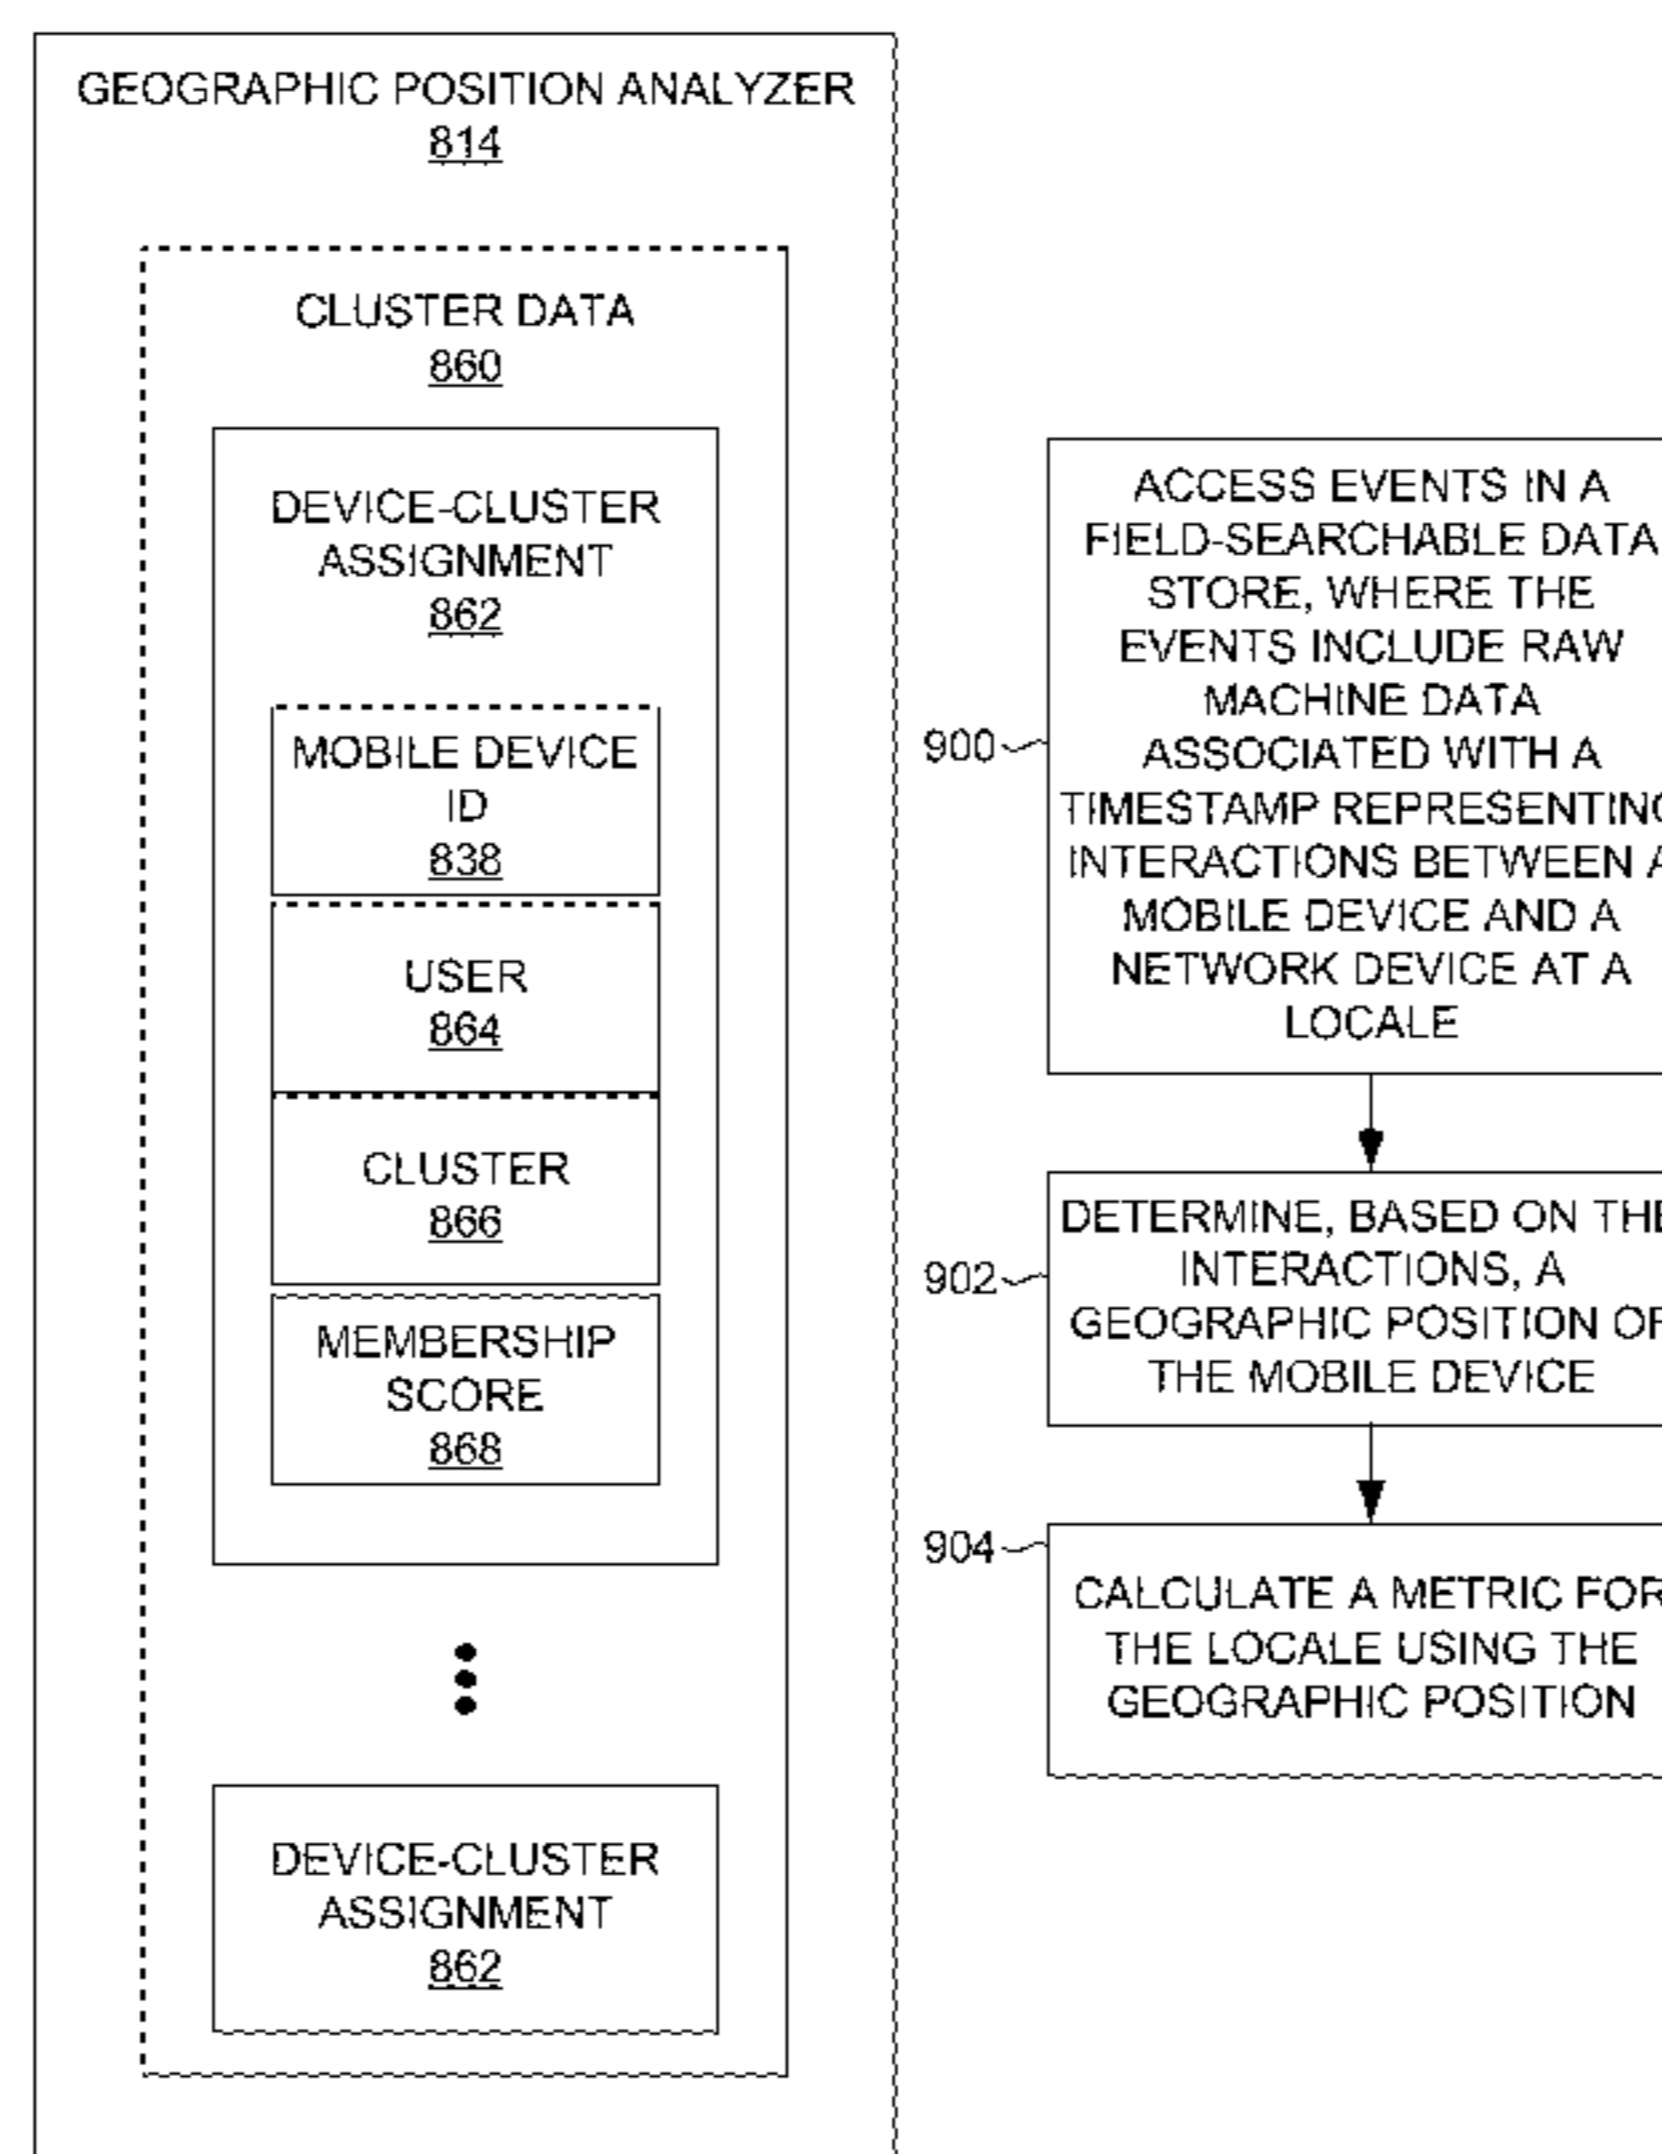 GEOGRAPHIC POSITION ANALYZER
814
CLUSTER DATA
860
DEVICE-CLUSTER
ASSIGNMENT
862
MOBILE DEVICE
ID
838
USER
864
CLUSTER
866
MEMBERSHIP
SCORE
868
DEVICE-CLUSTER
ASSIGNMENT
862
900
ACCESS EVENTS IN A
FIELD-SEARCHABLE DATA
STORE, WHERE THE
EVENTS INCLUDE RAW
MACHINE DATA
ASSOCIATED WITH A
TIMESTAMP REPRESENTING
INTERACTIONS BETWEEN A
MOBILE DEVICE AND A
NETWORK DEVICE AT A
LOCALE
902
DETERMINE, BASED ON THE
INTERACTIONS, A
GEOGRAPHIC POSITION OF
THE MOBILE DEVICE
904
CALCULATE A METRIC FOR
THE LOCALE USING THE
GEOGRAPHIC POSITION